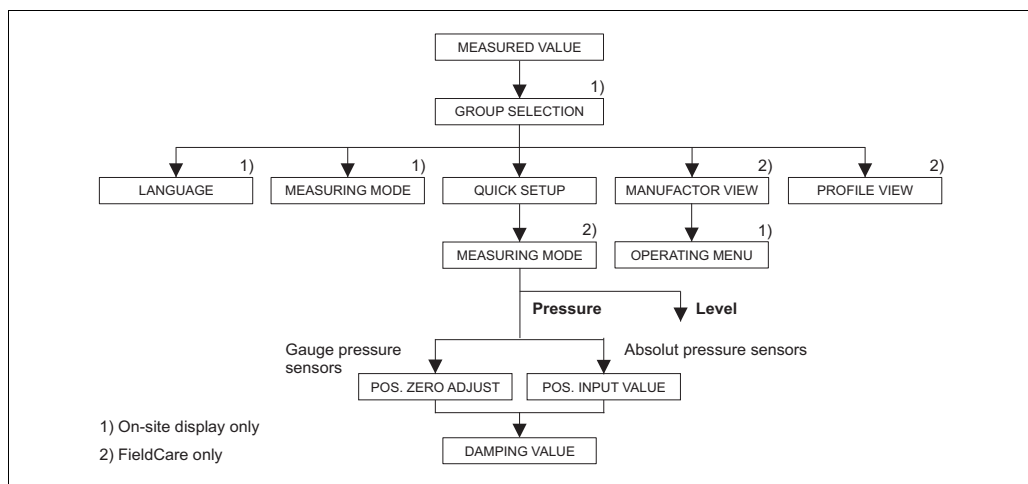 MEASURED VALUE
1)
GROUP SELECTION
1)
1)
2)
2)
LANGUAGE
MEASURING MODE
QUICK SETUP
MANUFACTOR VIEW
PROFILE VIEW
2)
1)
MEASURING MODE
OPERATING MENU
Pressure
Level
Gauge pressure
sensors
Absolut pressure sensors
POS. ZERO ADJUST
POS. INPUT VALUE
1) On-site display only
2) FieldCare only
DAMPING VALUE